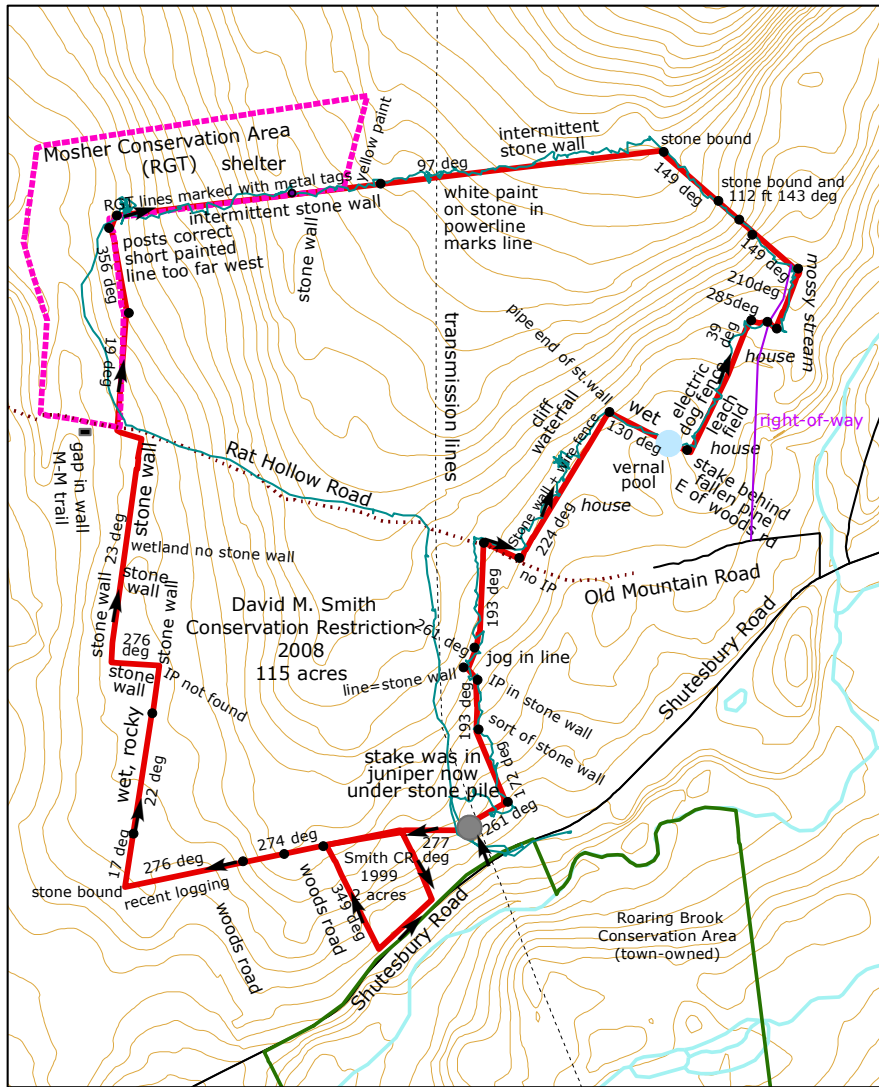 Mosher Conservation Area
(RGT) shelter
yellow paint
97 deg
intermittent
stone wall
stone bound
149 deg
stone bound and
112 ft 143 deg
149 deg
RGT lines marked with metal tags
intermittent stone wall
white paint
on stone in
powerline
marks line
posts correct
short painted
line too far west
stone wall
356 deg
19 deg
mossy stream
210deg
285deg
39
deg
house
pipe end of st.wall
transmission lines
cliff
waterfall
wet
electric
dog fence
leach
field
right-of-way
130 deg
house
vernal
pool
stake behind
fallen pine
E of woods rd
Stone wall + wire fence
224 deg
house
Rat Hollow Road
gap in wall
M-M trail
stone wall
23 deg
wetland no stone wall
no IP
Old Mountain Road
stone wall
stone
wall
stone wall
193 deg
David M. Smith
Conservation Restriction
2008
115 acres
Shutesbury Road
261 deg
jog in line
276
deg
stone
wall
IP not found
line=stone wall
IP in stone wall
193 deg
sort of stone wall
wet, rocky
22 deg
stake was in
juniper now
under stone pile
172 deg
261 deg
17 deg
274 deg
277
deg
276 deg
Smith CR
1999
2 acres
stone bound
recent logging
woods road
woods road
349 deg
Shutesbury Road
Roaring Brook
Conservation Area
(town-owned)